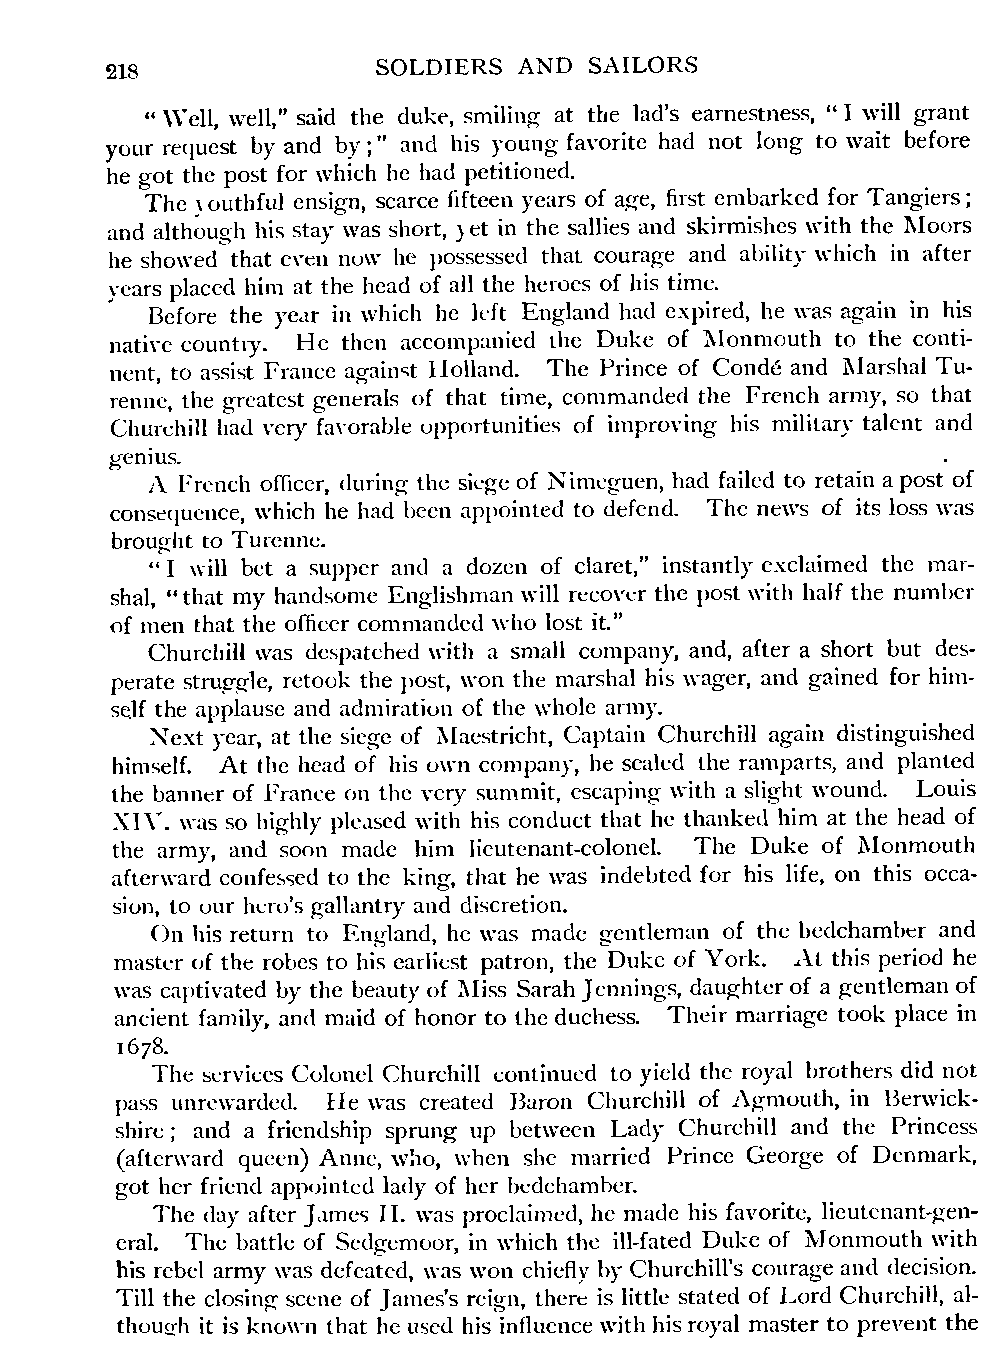 218 SOLDIERS AND SAILORS
“Well, well,” said the duke, smiling at the lad’s earnestness, “I will grant
your request by and by;” and his young favorite had not long to wait before
he got the post for which he had petitioned.
The youthful ensign, scarce fifteen years of age, first embarked for Tangiers;
and although his stay was short, yet in the sallies and skirmishes with the Moors
he showed that even now he possessed that courage and ability which in after
years placed him at the head of all the heroes of his time.
Before the year in which he left England had expired, he was again in his
native country. He then accompanied the Duke of Monmouth to the conti-
nent, to assist France against Holland. The Prince of Condé and Marshal Tu-
renne, the greatest generals of that time, commanded the French army, so that
Churchill had very favorable opportunities of improving his military talent and
genius.
A French officer, during the siege of Nimeguen, had failed to retain a post of
consequence, which he had been appointed to defend. The news of its loss was
brought to Turenne.
“I will bet a supper and a dozen of claret,” instantly exclaimed the mar-
shal, “that my handsome Englishman will recover the post with half the number
of men that the officer commanded who lost it.”
Churchill was despatched with a small company, and, after a short but des-
perate struggle, retook the post, won the marshal his wager, and gained for him-
self the applause and admiration of the whole army.
Next year, at the siege of Maestricht, Captain Churchill again distinguished
himself. At the head of his own company, he scaled the ramparts, and planted
the banner of France on the very summit, escaping with a slight wound. Louis
XIV. was so highly pleased with his conduct that he thanked him at the head of
the army, and soon made him lieutenant-colonel. The Duke of Monmouth
afterward confessed to the king, that he was indebted for his life, on this occa-
sion, to our hero’s gallantry and discretion.
On his return to England, he was made gentleman of the bedchamber and
master of the robes to his earliest patron, the Duke of York. At this period he
was captivated by the beauty of Miss Sarah Jennings, daughter of a gentleman of
ancient family, and maid of honor to the duchess. Their marriage took place in
1678.
The services Colonel Churchill continued to yield the royal brothers did not
pass unrewarded. He was created Baron Churchill of Agmouth, in Berwick-
shire; and a friendship sprung up between Lady Churchill and the Princess
(afterward queen) Anne, who, when she married Prince George of Denmark,
got her friend appointed lady of her bedchamber.
The day after James II. was proclaimed, he made his favorite, lieutenant-gen-
eral. The battle of Sedgemoor, in which the ill-fated Duke of Monmouth with
his rebel army was defeated, was won chiefly by Churchill’s courage and decision.
Till the closing scene of James’s reign, there is little stated of Lord Churchill, al-
though it is known that he used his influence with his royal master to prevent the